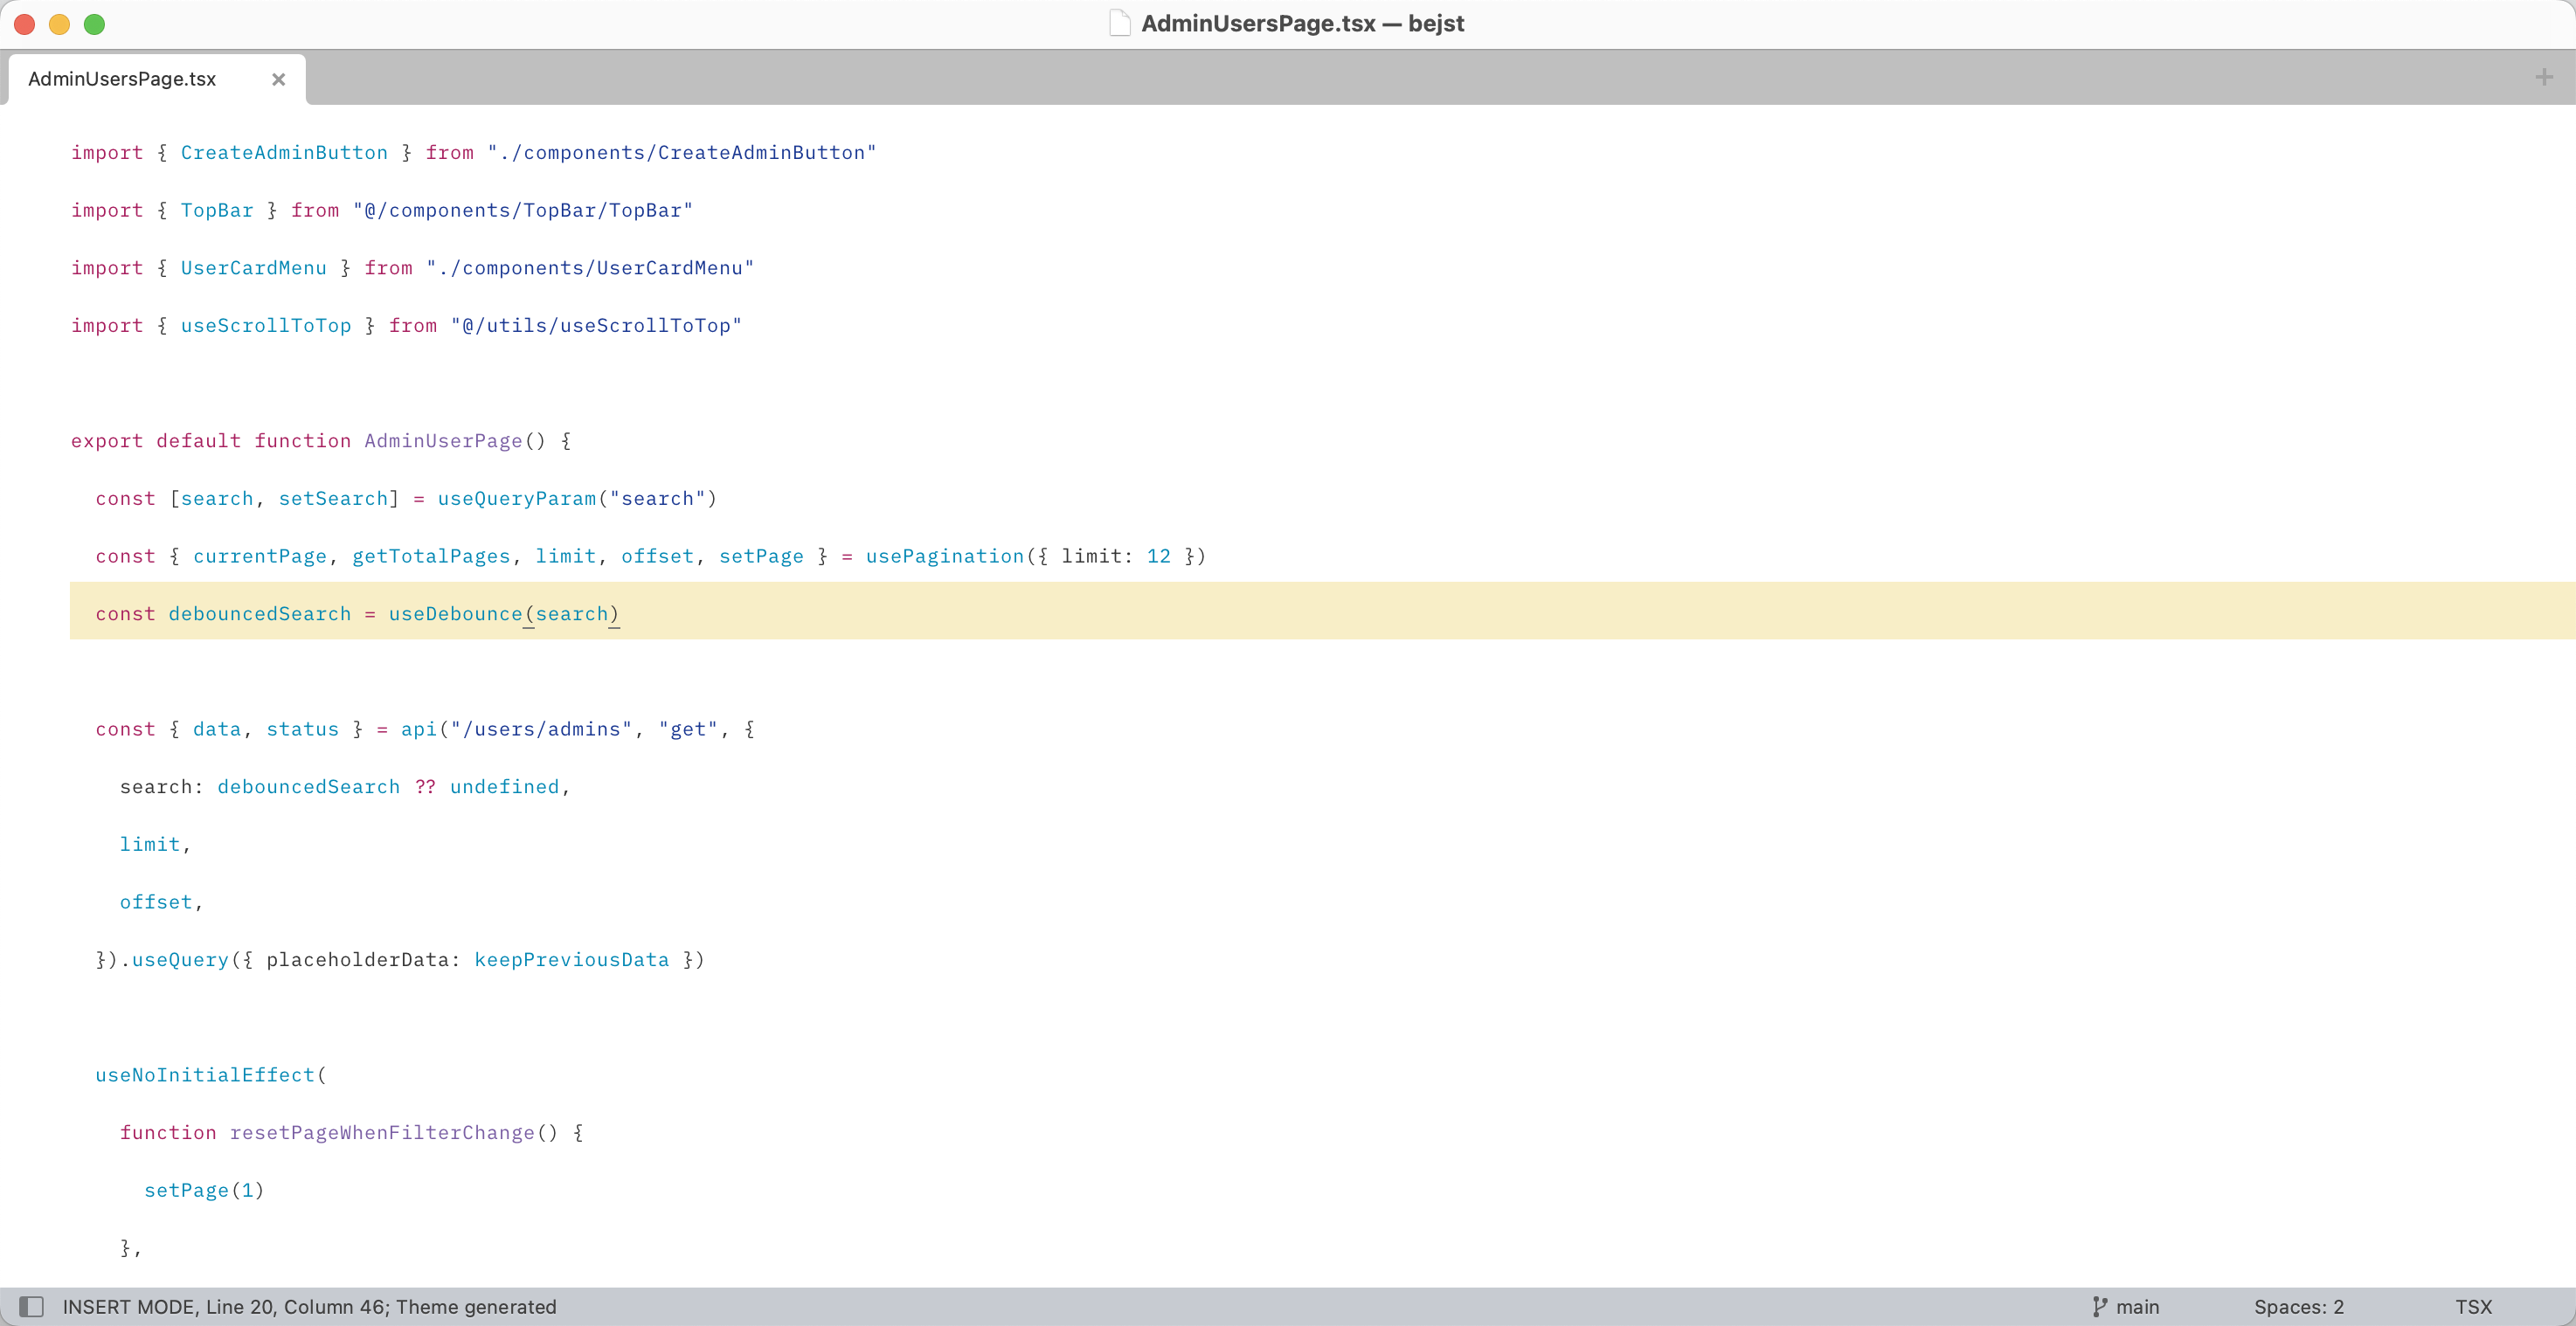 AdminUsersPage.tsx — bejst
AdminUsersPage.tsx
import { CreateAdminButton } from "./components/CreateAdminButton"
import { TopBar } from "@/components/TopBar/TopBar"
import { UserCardMenu } from "./components/UserCardMenu"
import { useScrollToTop } from "@/utils/useScrollToTop"
export default function AdminUserPage() {
  const [search, setSearch] = useQueryParam("search")
  const { currentPage, getTotalPages, limit, offset, setPage } = usePagination({ limit: 12 })
  const debouncedSearch = useDebounce(search)
  const { data, status } = api("/users/admins", "get", {
    search: debouncedSearch ?? undefined,
    limit,
    offset,
  }).useQuery({ placeholderData: keepPreviousData })
  useNoInitialEffect(
    function resetPageWhenFilterChange() {
      setPage(1)
    },
INSERT MODE, Line 20, Column 46; Theme generated
main
Spaces: 2
TSX